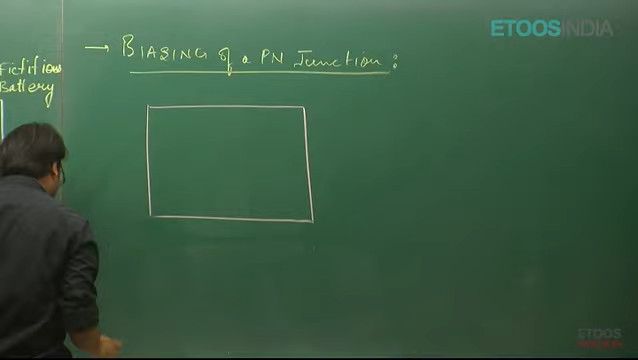 ETOOSINDIA
→ BIASING of a PN Junction :
Fictitious
Battery
ETOOS